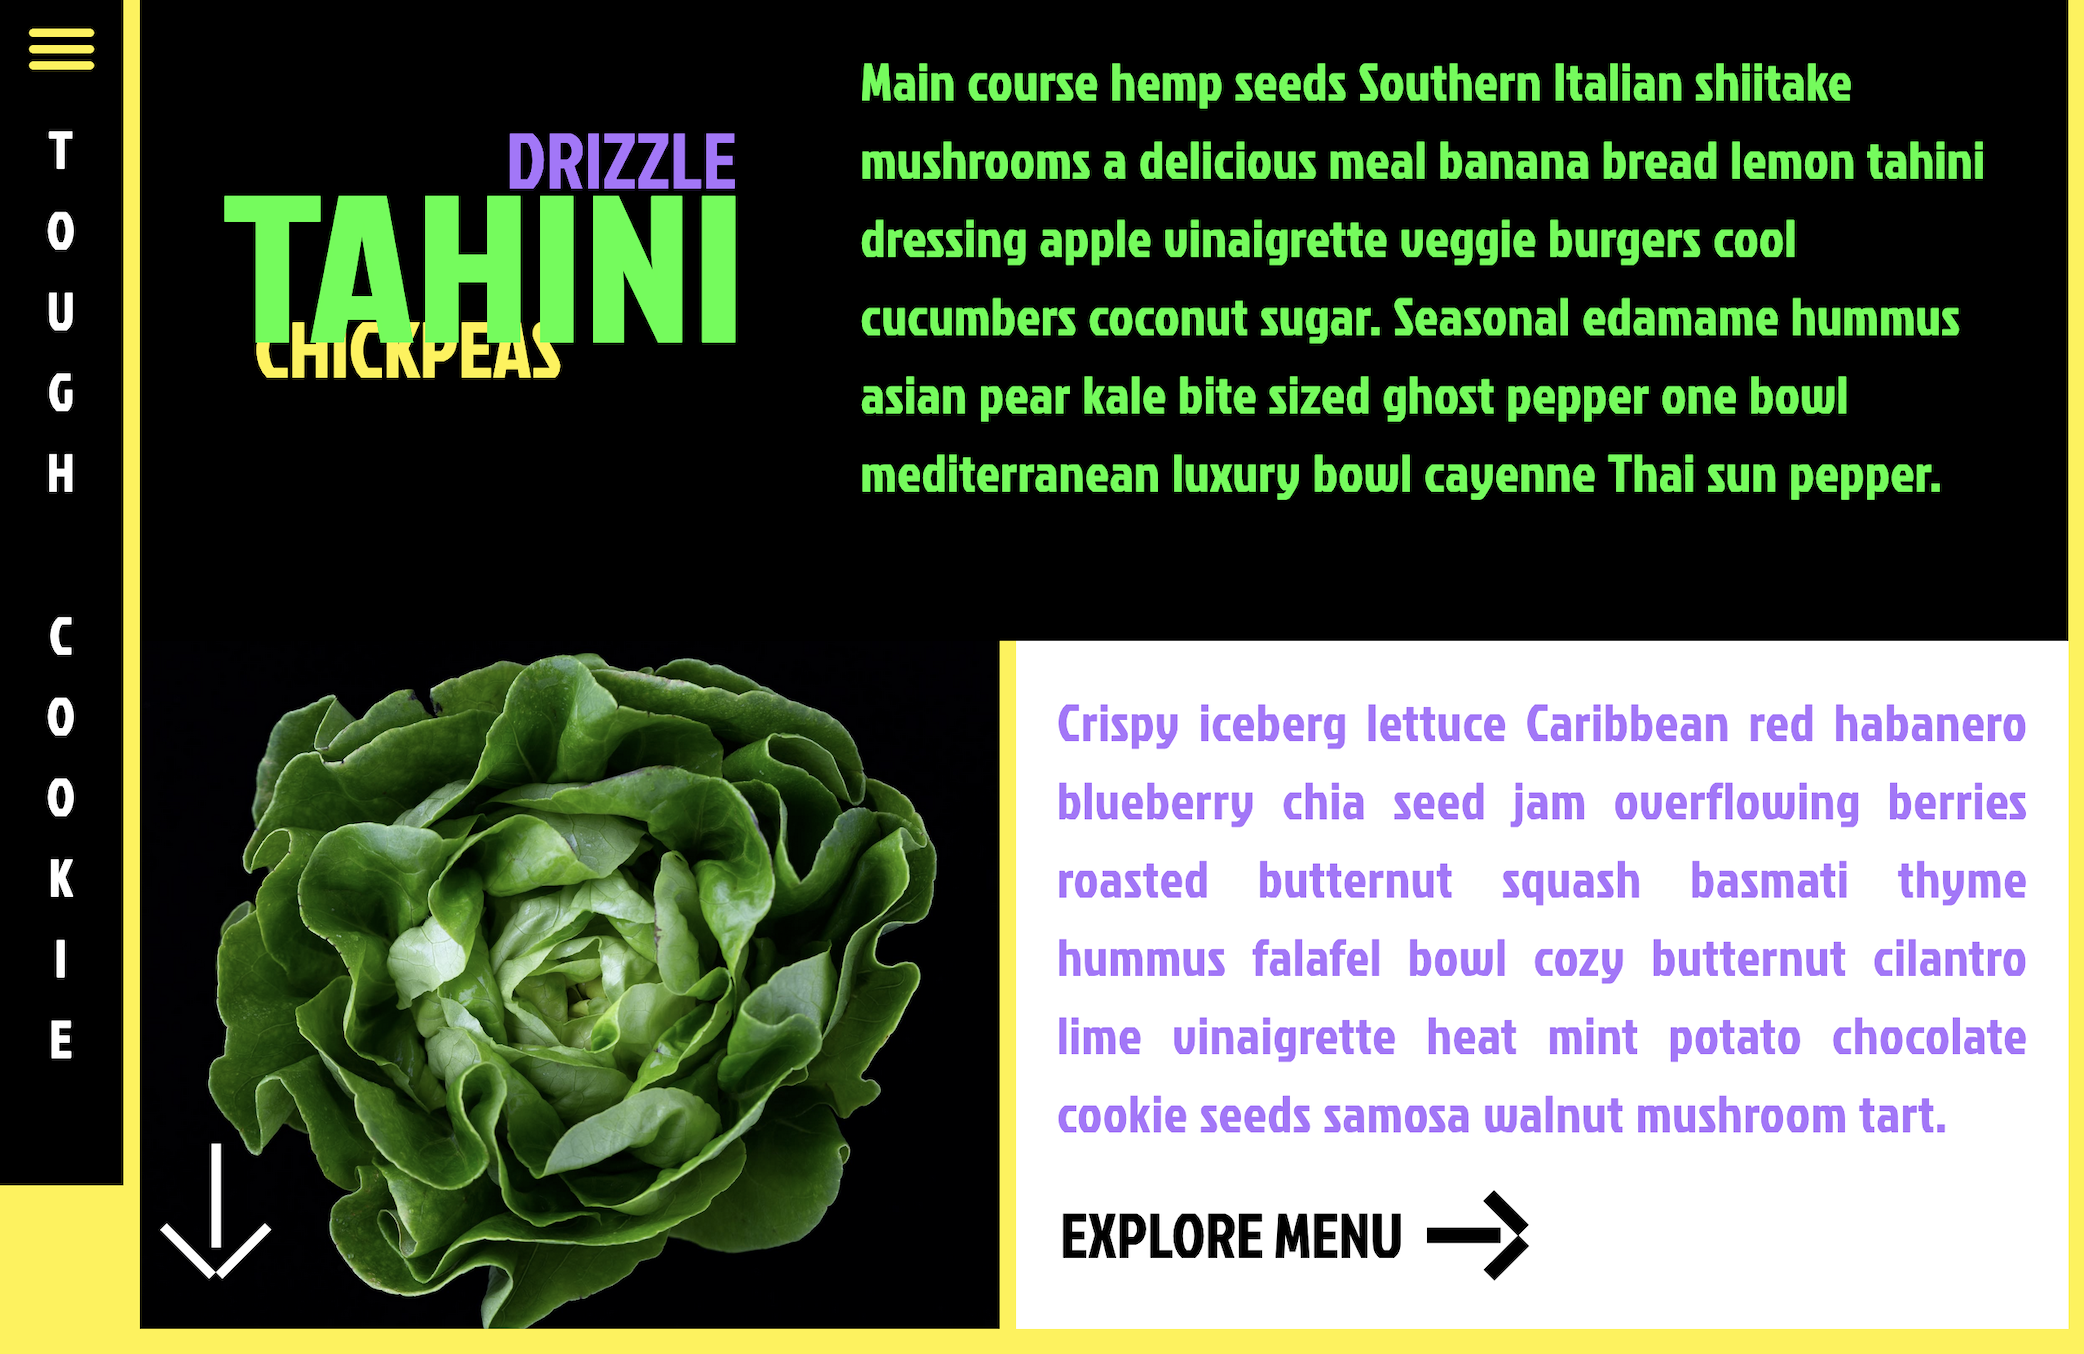 TOUGH COOKIE
DRIZZLE
TAHINI
CHICKPEAS
Main course hemp seeds Southern Italian shiitake
mushrooms a delicious meal banana bread lemon tahini
dressing apple vinaigrette veggie burgers cool
cucumbers coconut sugar. Seasonal edamame hummus
asian pear kale bite sized ghost pepper one bowl
mediterranean luxury bowl cayenne Thai sun pepper.
Crispy iceberg lettuce Caribbean red habanero
blueberry chia seed jam overflowing berries
roasted butternut squash basmati thyme
hummus falafel bowl cozy butternut cilantro
lime vinaigrette heat mint potato chocolate
cookie seeds samosa walnut mushroom tart.
EXPLORE MENU